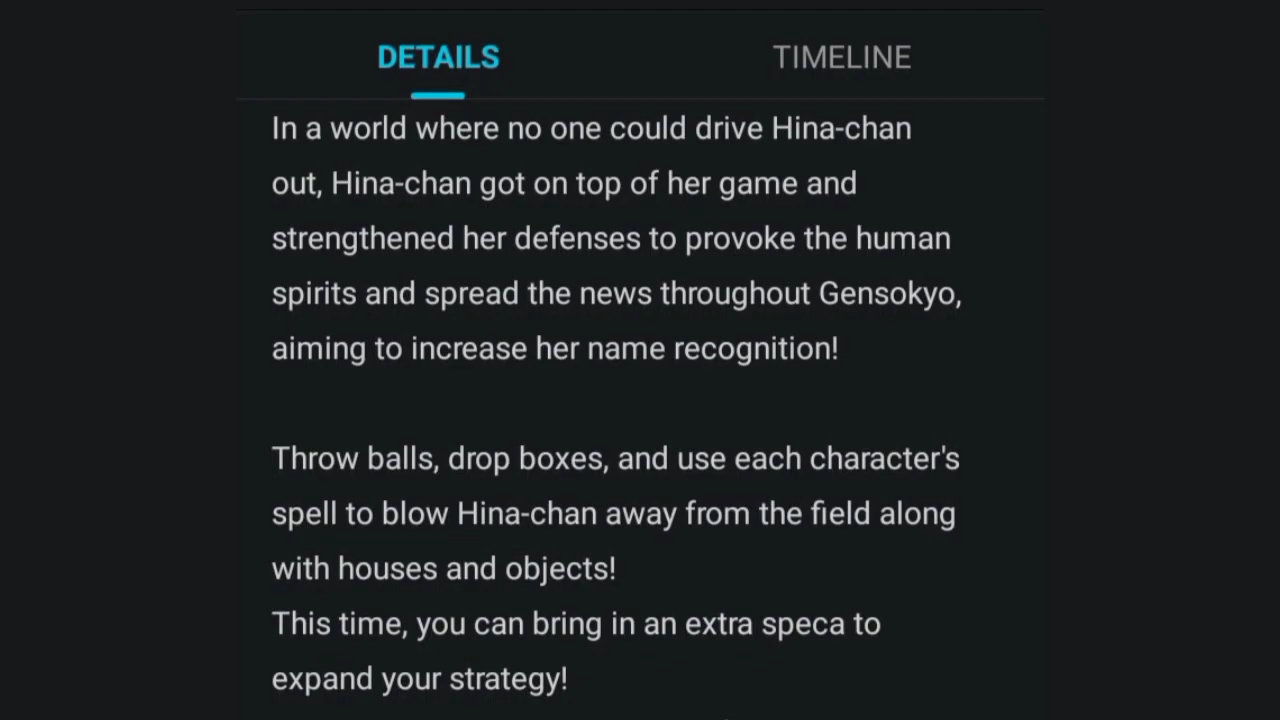 DETAILS
TIMELINE
In a world where no one could drive Hina-chan
out, Hina-chan got on top of her game and
strengthened her defenses to provoke the human
spirits and spread the news throughout Gensokyo,
aiming to increase her name recognition!
Throw balls, drop boxes, and use each character's
spell to blow Hina-chan away from the field along
with houses and objects!
This time, you can bring in an extra speca to
expand your strategy!